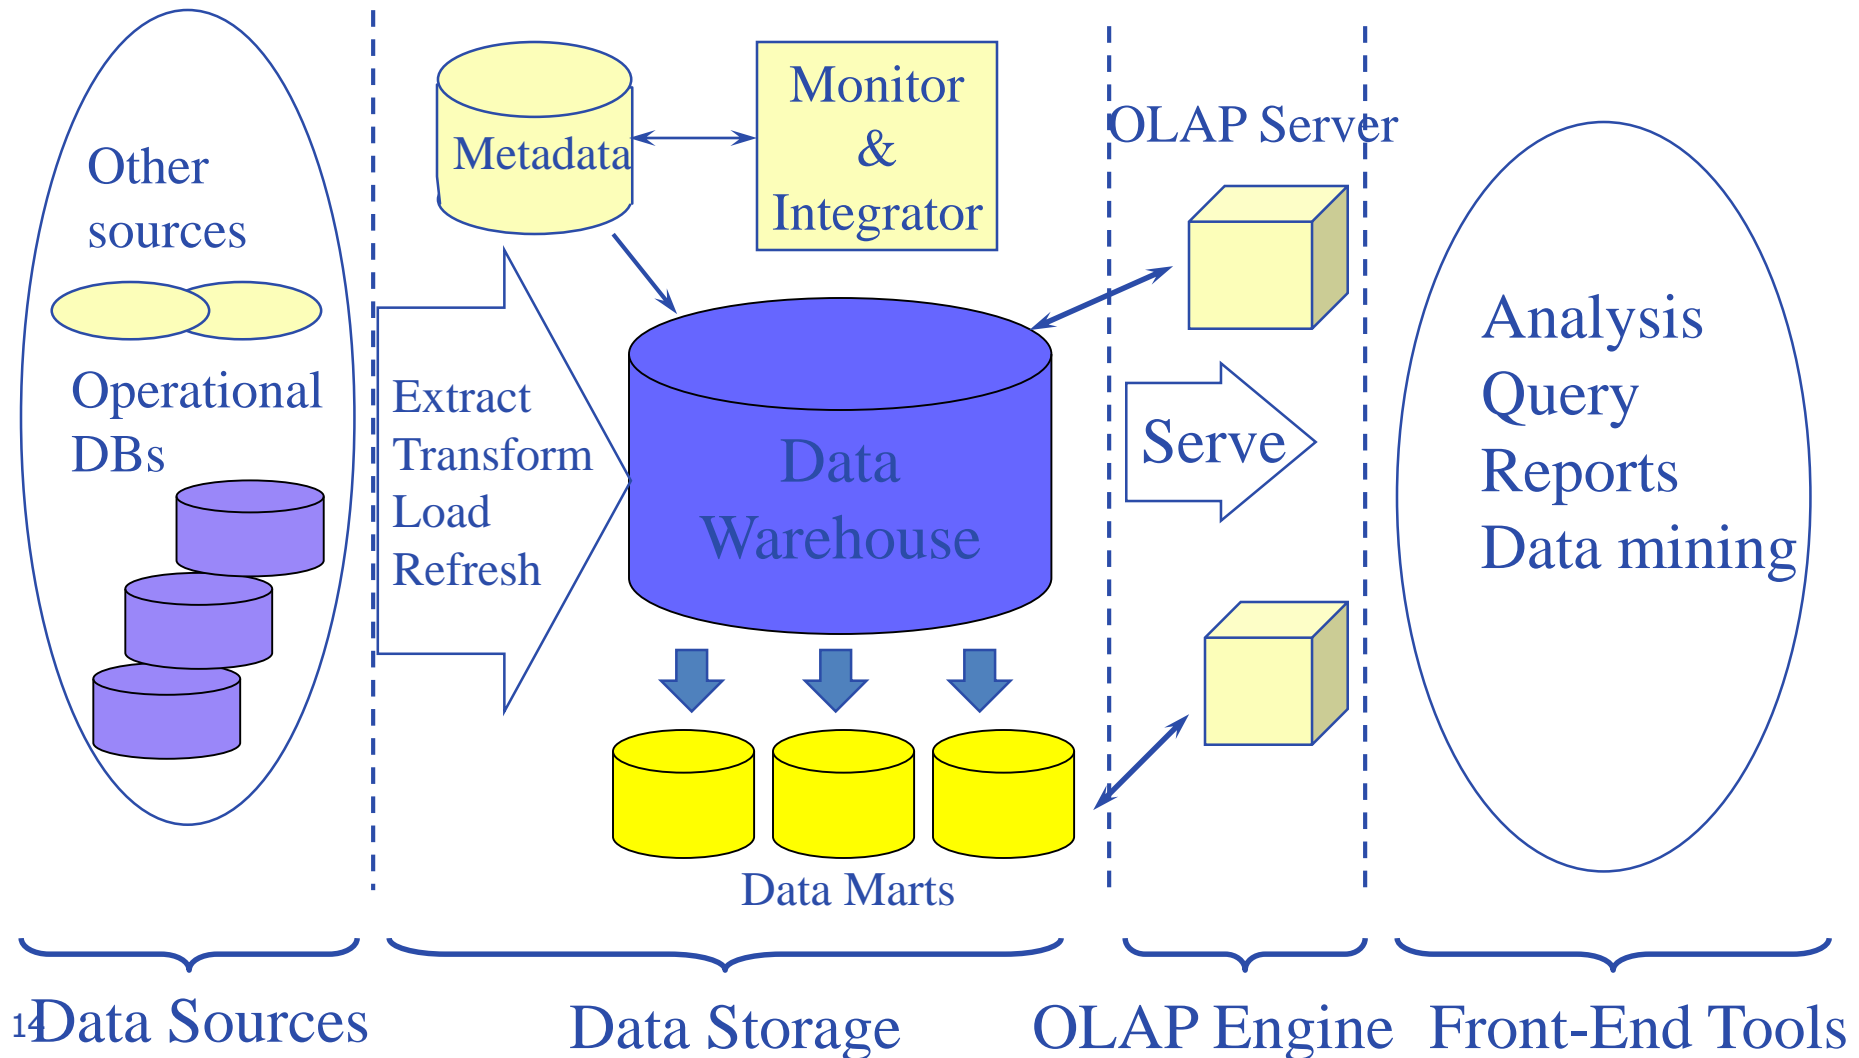 Other
sources
Operational
DBs
Extract
Transform
Load
Refresh
Metadata
Monitor
&
Integrator
Data
Warehouse
Data Marts
OLAP Server
Serve
Analysis
Query
Reports
Data mining
14
Data Sources
Data Storage
OLAP Engine
Front-End Tools